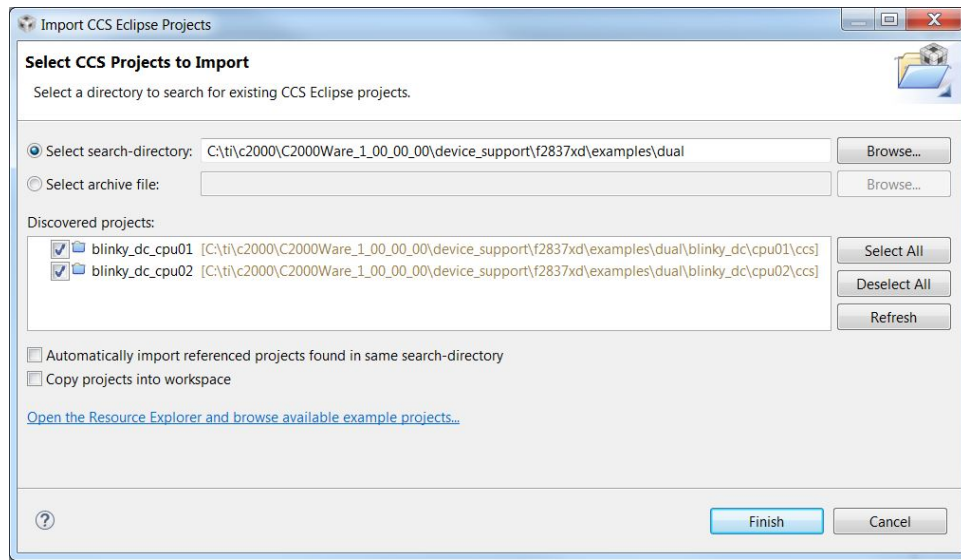 Import CCS Eclipse Projects
Select CCS Projects to Import
Select a directory to search for existing CCS Eclipse projects.
Select search-directory: C:\ti\c2000\C2000Ware_1_00_00_00\device_support\f2837xd\examples\dual Browse...
Select archive file: Browse...
Discovered projects:
blinky_dc_cpu01 [C:\ti\c2000\C2000Ware_1_00_00_00\device_support\f2837xd\examples\dual\blinky_dc\cpu01\ccs] Select All
blinky_dc_cpu02 [C:\ti\c2000\C2000Ware_1_00_00_00\device_support\f2837xd\examples\dual\blinky_dc\cpu02\ccs]
Deselect All
Refresh
Automatically import referenced projects found in same search-directory
Copy projects into workspace
Open the Resource Explorer and browse available example projects...
? Finish Cancel